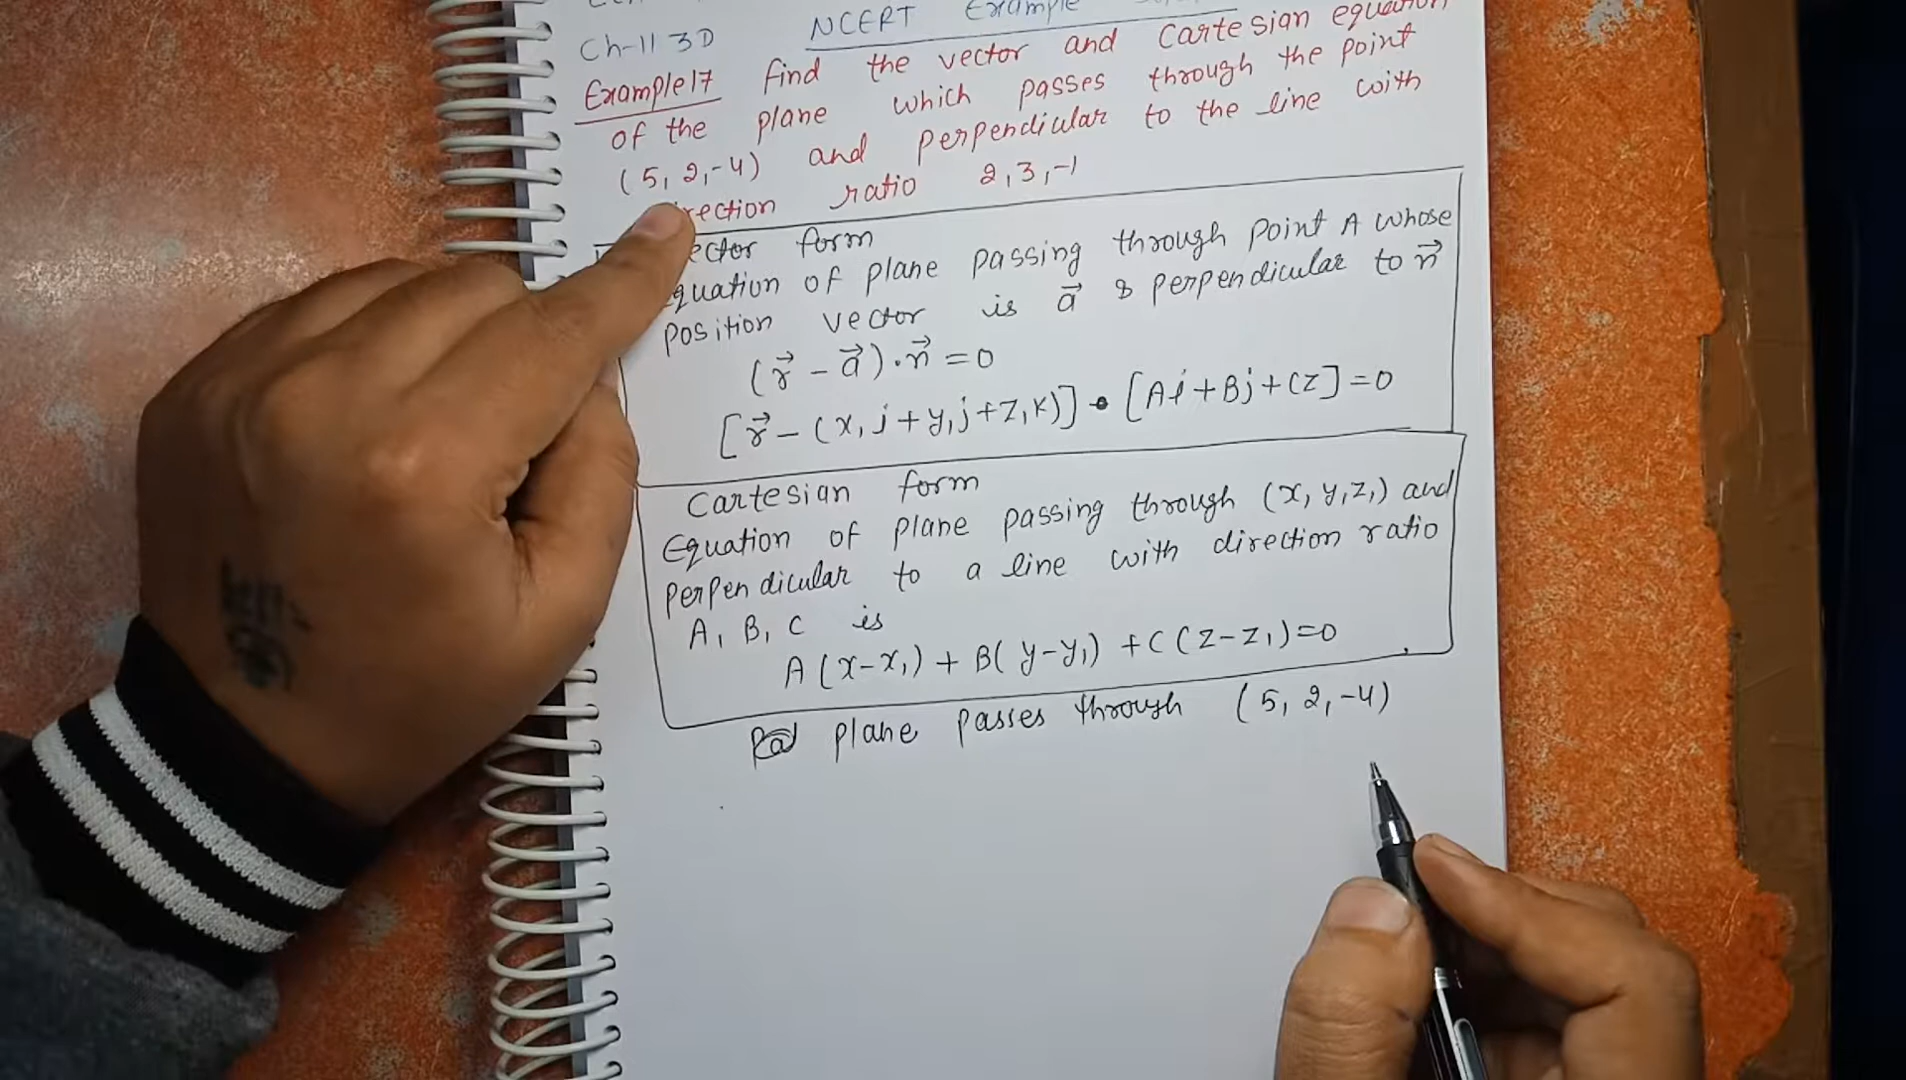 Ch-11 3D NCERT Example
Example 17 find the vector and cartesian equation
of the plane which passes through the point
(5, 2, -4) and perpendicular to the line with
rection ratio 2, 3, -1
ector form
quation of plane passing through point A whose
position vector is a⃗ & perpendicular to n⃗
(r⃗ - a⃗).n⃗ = 0
[r⃗ - (x₁j + y₁j + z₁k)] • [Ai + Bj + CZ] = 0
Cartesian form
Equation of plane passing through (x, y, z₁) and
perpendicular to a line with direction ratio
A, B, C is
A(x-x₁) + B(y-y₁) + C(z-z₁) = 0
plane passes through (5, 2, -4)